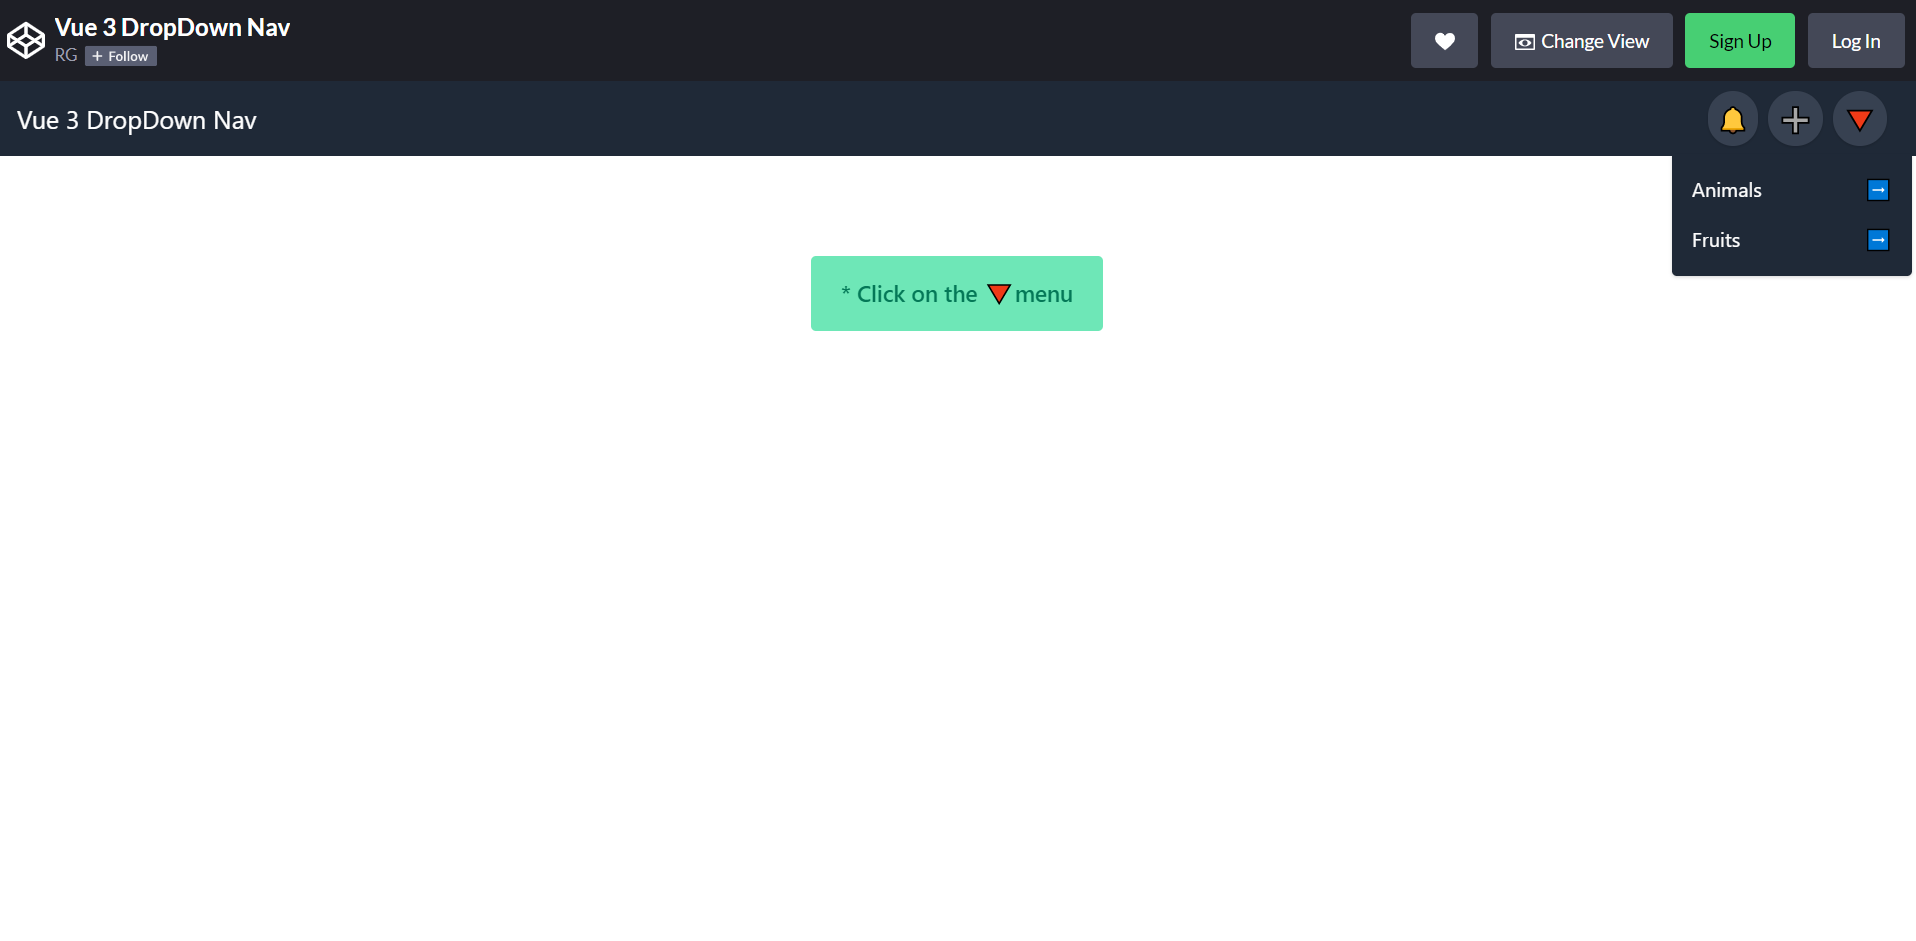 Vue 3 DropDown Nav
RG + Follow
Change View
Sign Up
Log In
Vue 3 DropDown Nav
Animals
Fruits
* Click on the 🔻menu